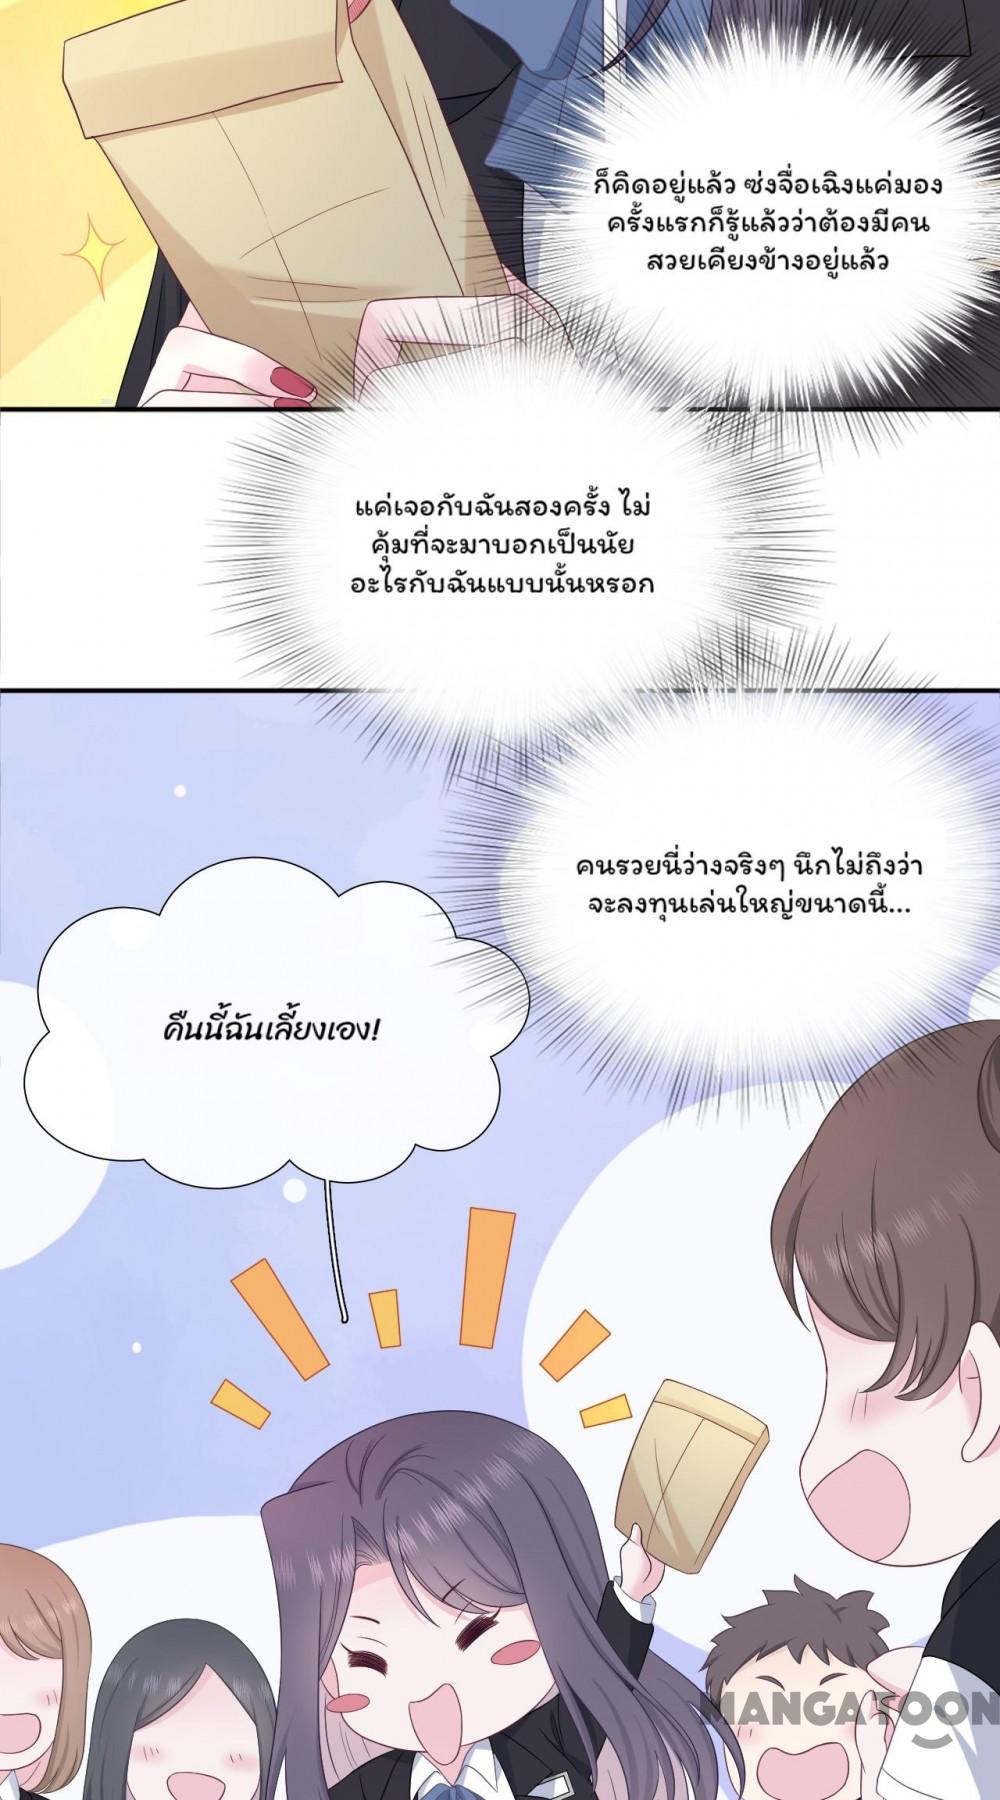 ก็คิดอยู่แล้ว ซ่งจื่อเฉิงแค่มอง
ครั้งแรกก็รู้แล้วว่าต้องมีคน
สวยเคียงข้างอยู่แล้ว
แค่เจอกับฉันสองครั้ง ไม่
คุ้มที่จะมาบอกเป็นนัย
อะไรกับฉันแบบนั้นหรอก
คนรวยนี่ว่างจริงๆ นึกไม่ถึงว่า
จะลงทุนเล่นใหญ่ขนาดนี้...
คืนนี้ฉันเลี้ยงเอง!
MANGATOON